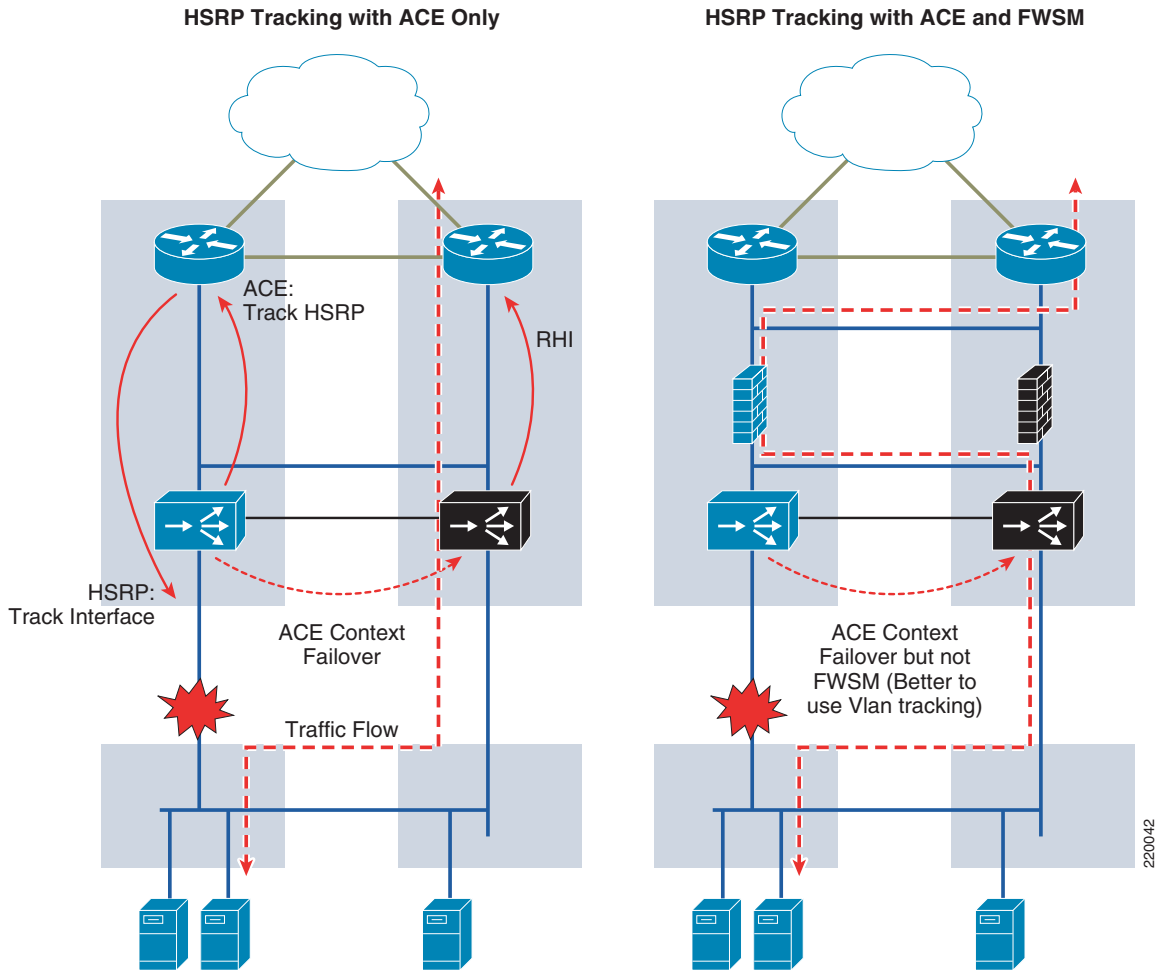 HSRP Tracking with ACE Only
HSRP Tracking with ACE and FWSM
ACE:
Track HSRP
RHI
HSRP:
Track Interface
ACE Context
Failover
Traffic Flow
ACE Context
Failover but not
FWSM (Better to
use Vlan tracking)
220042